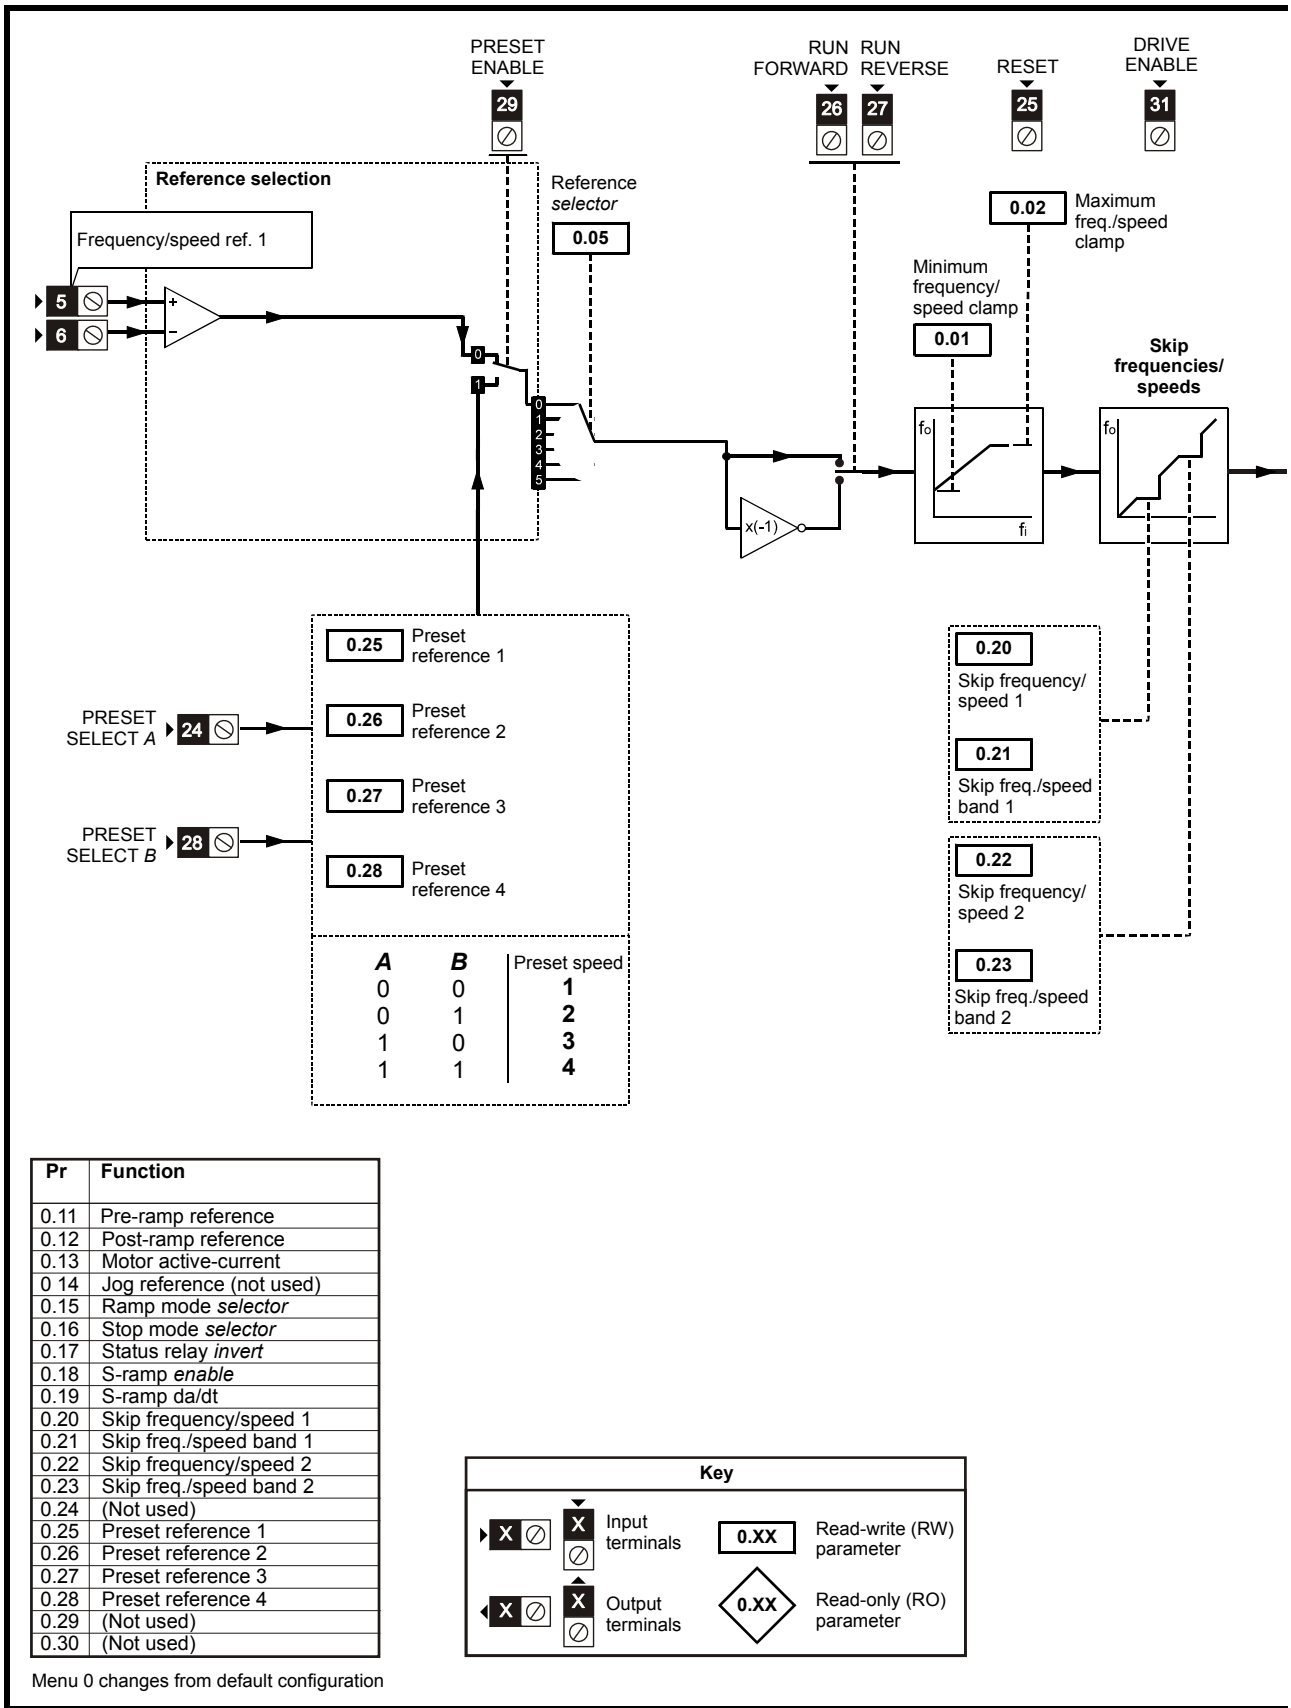 PRESET
ENABLE
29
RUN
FORWARD
RUN
REVERSE
26
27
RESET
25
DRIVE
ENABLE
31
Reference selection
Reference
selector
0.05
0.02
Maximum
freq./speed
clamp
Frequency/speed ref. 1
Minimum
frequency/
speed clamp
0.01
5
6
+
−
Skip
frequencies/
speeds
0
1
0
1
2
3
4
5
x(-1)
fo
fi
fo
0.25
Preset
reference 1
0.26
Preset
reference 2
0.27
Preset
reference 3
0.28
Preset
reference 4
PRESET
SELECT A
24
PRESET
SELECT B
28
0.20
Skip frequency/
speed 1
0.21
Skip freq./speed
band 1
0.22
Skip frequency/
speed 2
0.23
Skip freq./speed
band 2
A B Preset speed
0 0 1
0 1 2
1 0 3
1 1 4
Pr Function
0.11 Pre-ramp reference
0.12 Post-ramp reference
0.13 Motor active-current
0 14 Jog reference (not used)
0.15 Ramp mode selector
0.16 Stop mode selector
0.17 Status relay invert
0.18 S-ramp enable
0.19 S-ramp da/dt
0.20 Skip frequency/speed 1
0.21 Skip freq./speed band 1
0.22 Skip frequency/speed 2
0.23 Skip freq./speed band 2
0.24 (Not used)
0.25 Preset reference 1
0.26 Preset reference 2
0.27 Preset reference 3
0.28 Preset reference 4
0.29 (Not used)
0.30 (Not used)
Menu 0 changes from default configuration
Key
X
X
Input
terminals
0.XX
Read-write (RW)
parameter
X
X
Output
terminals
0.XX
Read-only (RO)
parameter